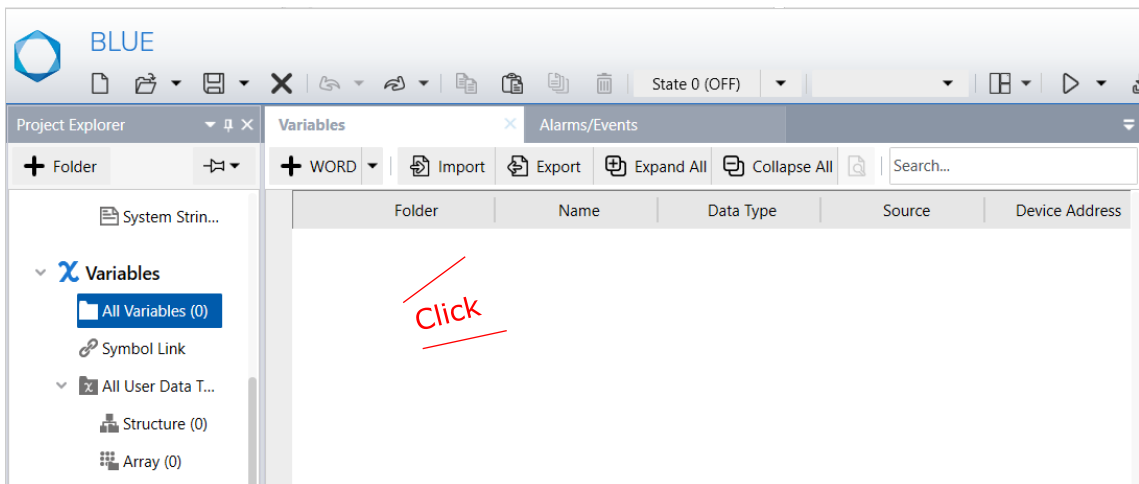 BLUE
State 0 (OFF)
Project Explorer
Variables
Alarms/Events
Folder
WORD
Import
Export
Expand All
Collapse All
Search...
Folder
Name
Data Type
Source
Device Address
System Strin...
Variables
All Variables (0)
Symbol Link
All User Data T...
Structure (0)
Array (0)
Click